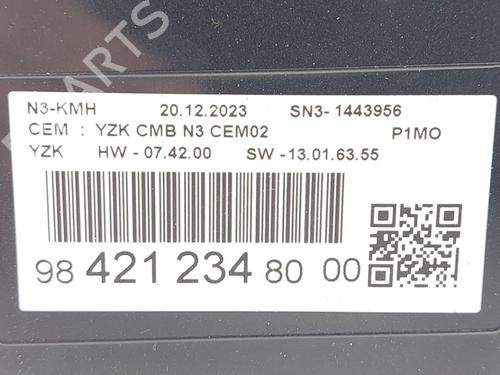 N3-KMH 20.12.2023 SN3- 1443956
CEM : YZK CMB N3 CEM02 P1MO
YZK HW - 07.42.00 SW -13.01.63.55
98 421 234 80 00
B-PARTS